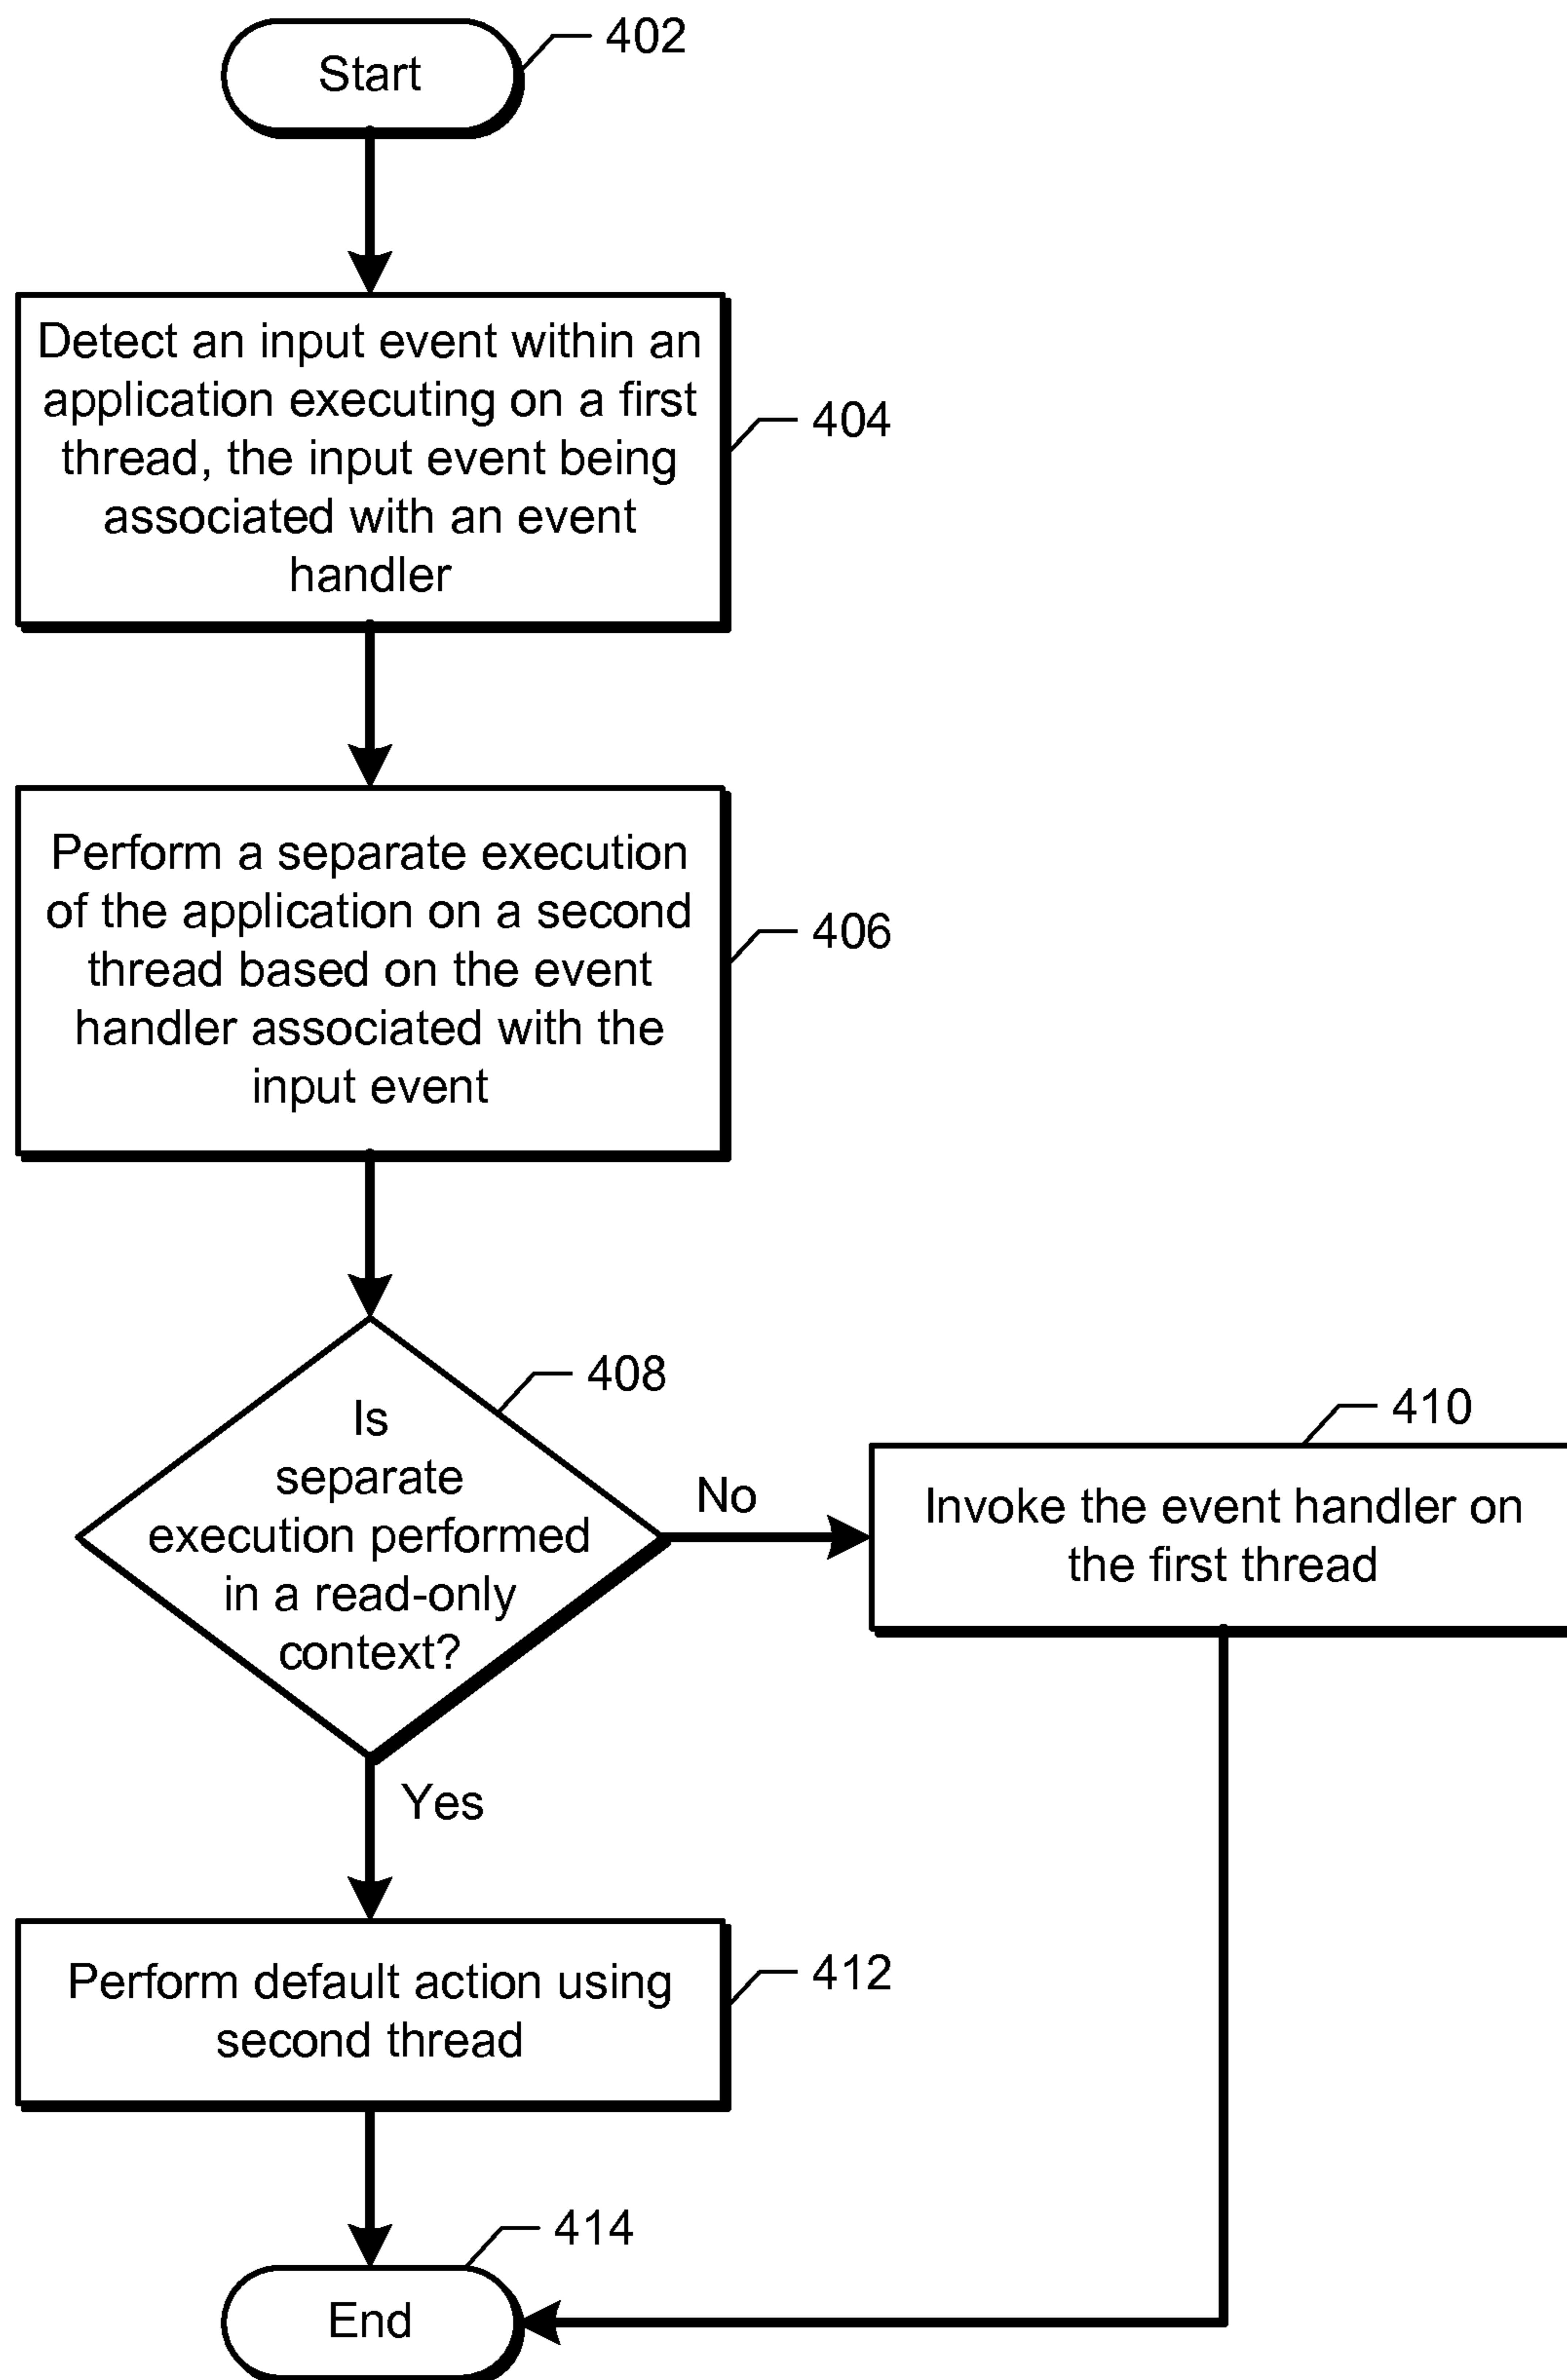 Start
402
Detect an input event within an
application executing on a first
thread, the input event being
associated with an event
handler
404
Perform a separate execution
of the application on a second
thread based on the event
handler associated with the
input event
406
Is
separate
execution performed
in a read-only
context?
408
No
410
Invoke the event handler on
the first thread
Yes
Perform default action using
second thread
412
414
End